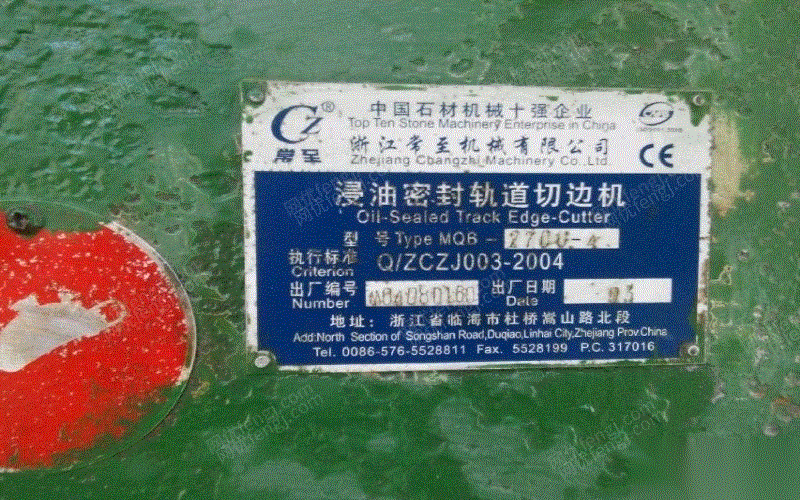 CZ®
常至
中国石材机械十强企业
Top Ten Stone Machinery Enterprise in China
浙江常至机械有限公司
Zhejiang Changzhi Machinery Co., Ltd.
CE
浸油密封轨道切边机
Oil-Sealed Track Edge-Cutter
型 号 Type MQB -
执行标准 Q/ZCZJ003-2004
Criterion
出厂编号 出厂日期
Number Date
地址：浙江省临海市杜桥嵩山路北段
Add:North Section of Songshan Road,Duqiao,Linhai City,Zhejiang Prov.China
Tel. 0086-576-5528811 Fax. 5528199 P.C. 317016